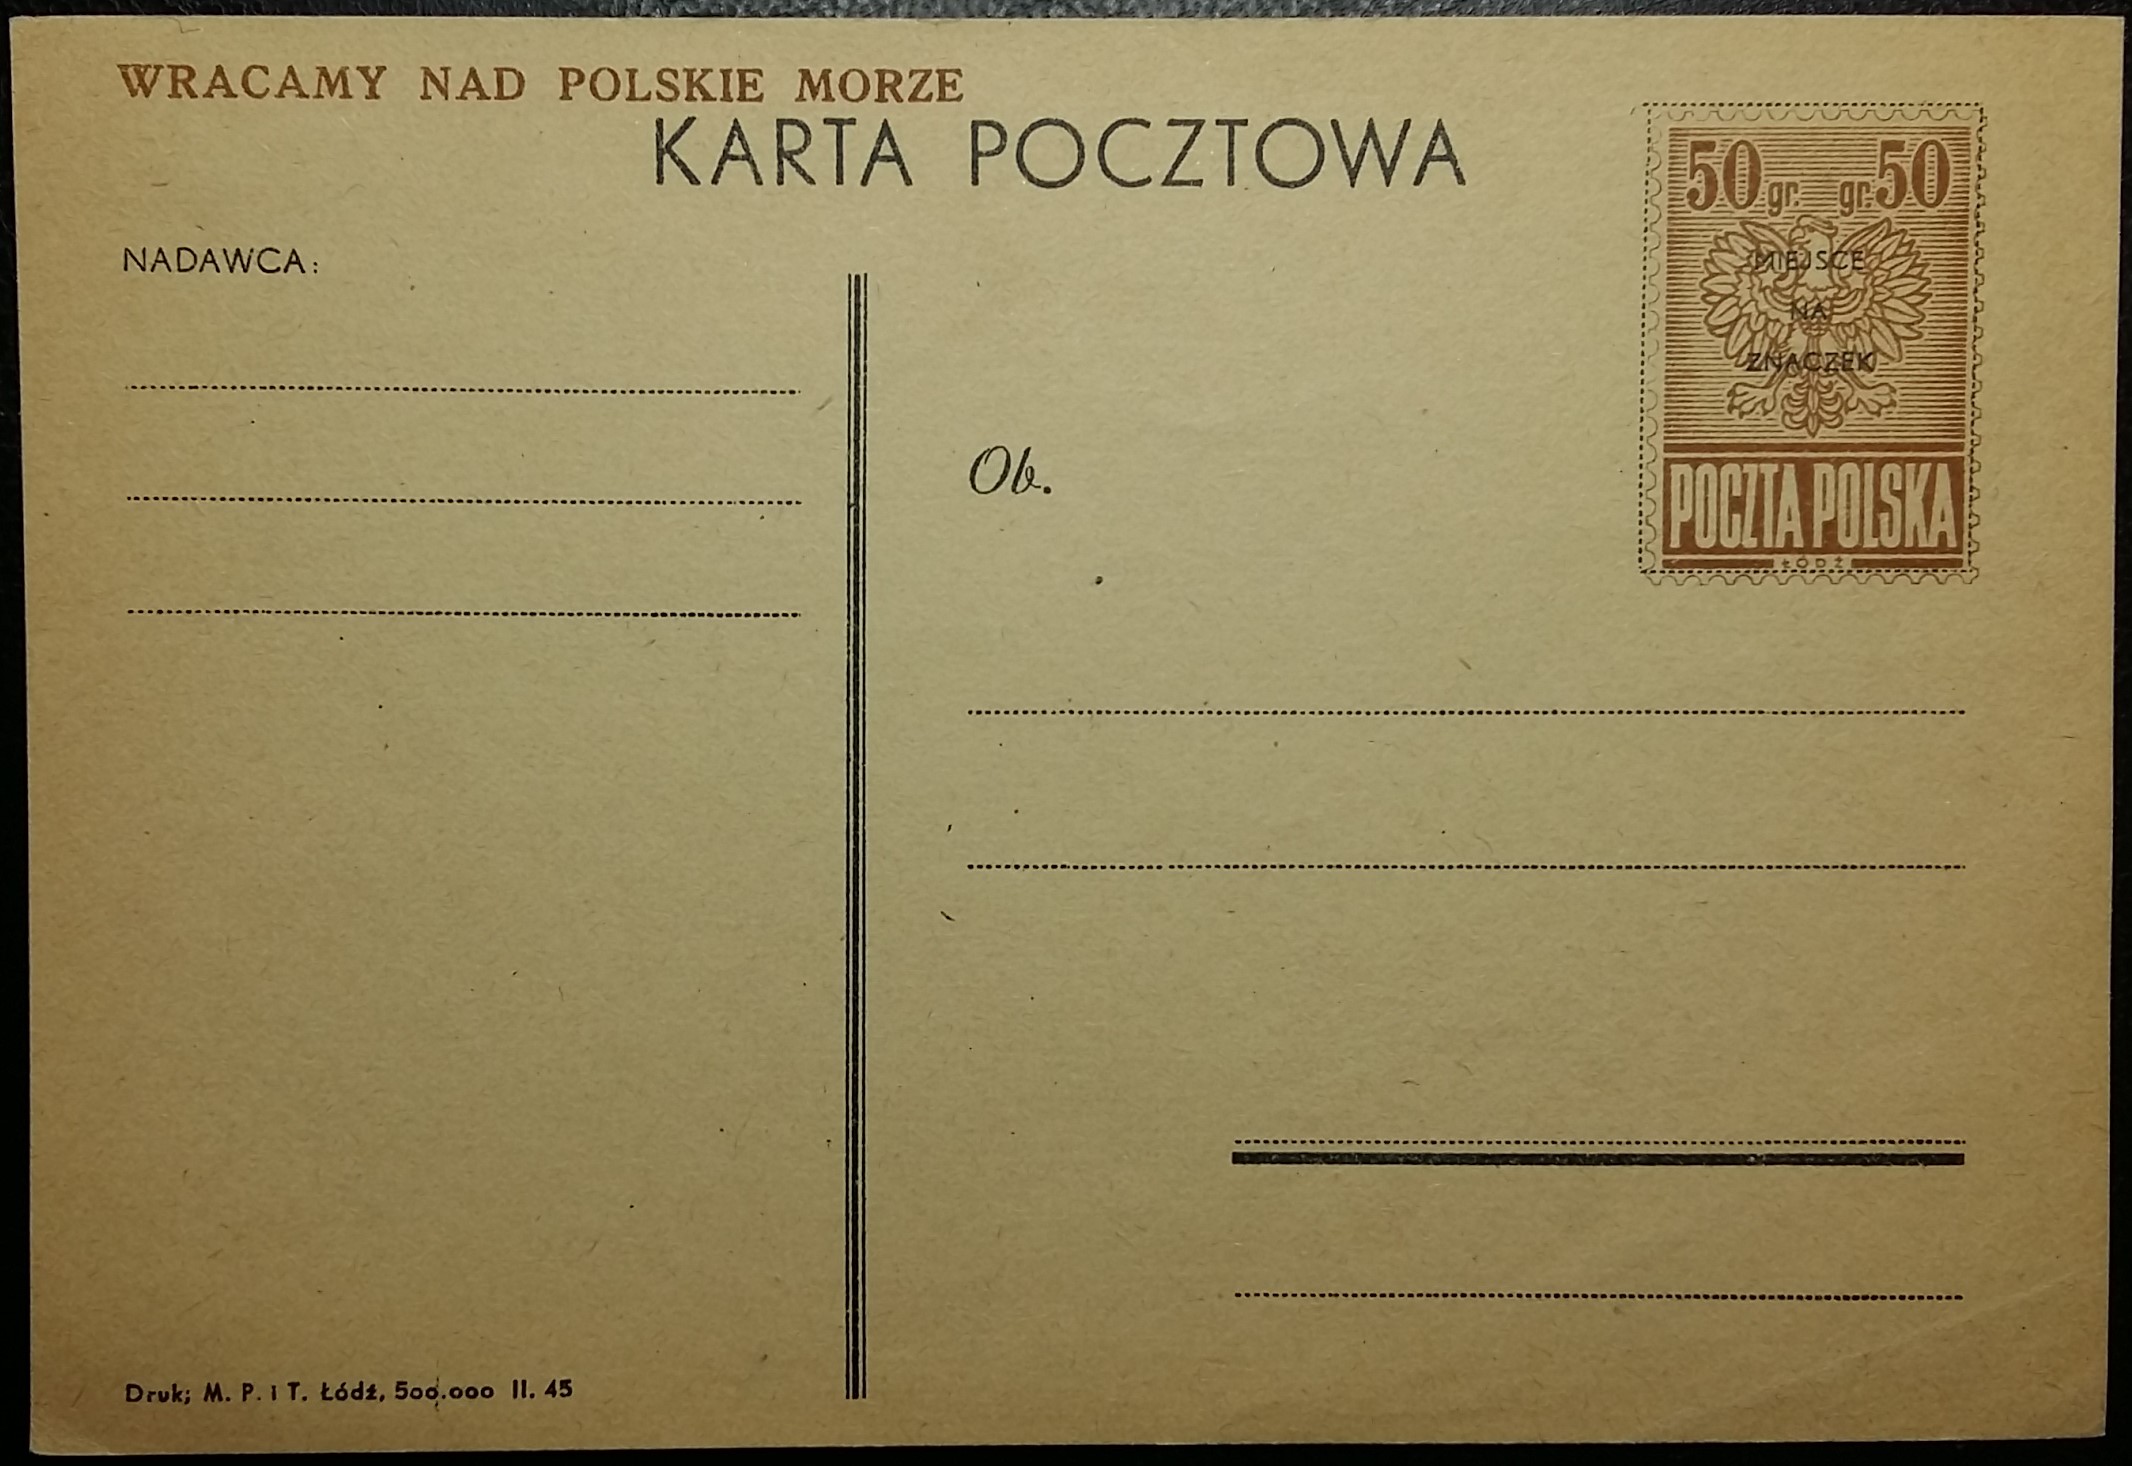 WRACAMY NAD POLSKIE MORZE
KARTA POCZTOWA
50 gr. gr. 50
MIEJSCE
NA
ZNACZEK
POCZTA POLSKA
ŁÓDŹ
NADAWCA:
Ob.
Druk; M. P. i T. Łódź, 500.000 II. 45